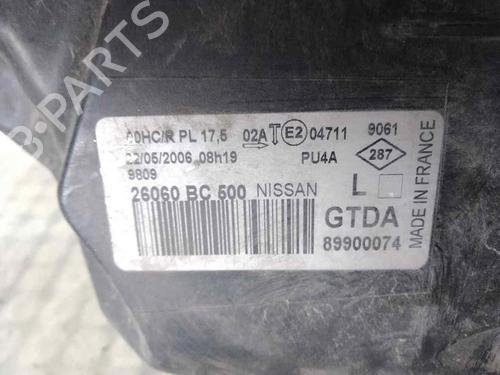 00HC/R PL 17,5 02A E2 04711 9061
22/05/2006 08h19 PU4A 287
9809
26060 BC 500 NISSAN L
GTDA
89900074
MADE IN FRANCE
B-PARTS